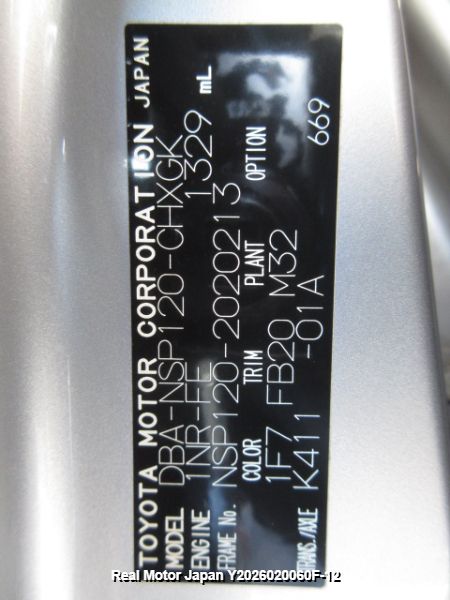 TOYOTA MOTOR CORPORATION JAPAN
MODEL DBA-NSP120-CHXGK
ENGINE 1NR-FE 1329 mL
FRAME No. NSP120-2020213
COLOR TRIM PLANT OPTION
1F7 FB20 M32
TRANS./AXLE K411 -01A 669
Real Motor Japan Y2026020060F-12